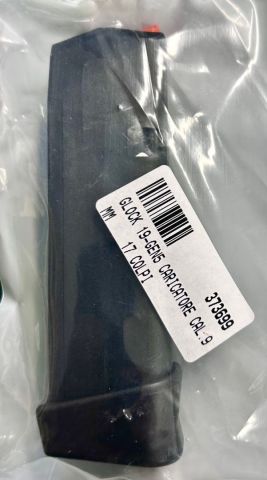 373699
GLOCK 19-GEN5 CARICATORE CAL.9
MM 17 COLPI